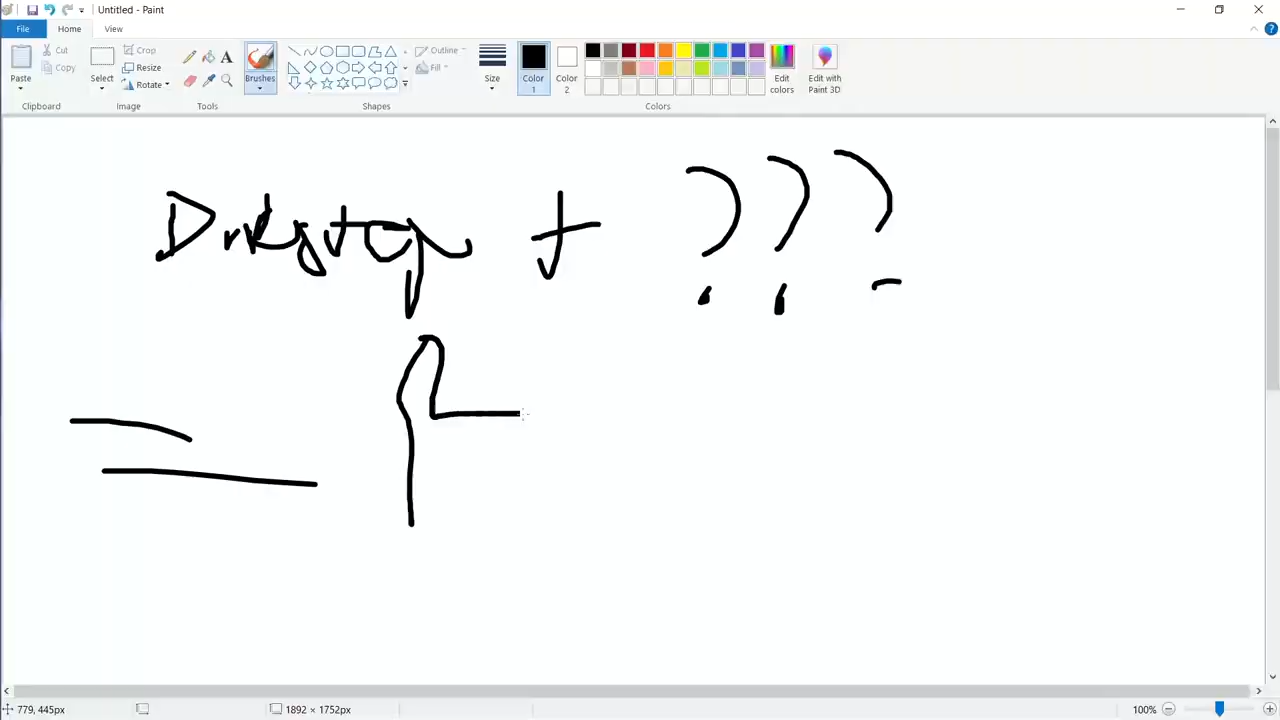 Untitled - Paint
File Home View
Paste Cut Copy Select Crop Resize Rotate Brushes Outline Fill Size Color 1 Color 2 Edit colors Edit with Paint 3D
Clipboard Image Tools Shapes Colors
+ ???
=
779, 445px 1892 × 1752px 100%